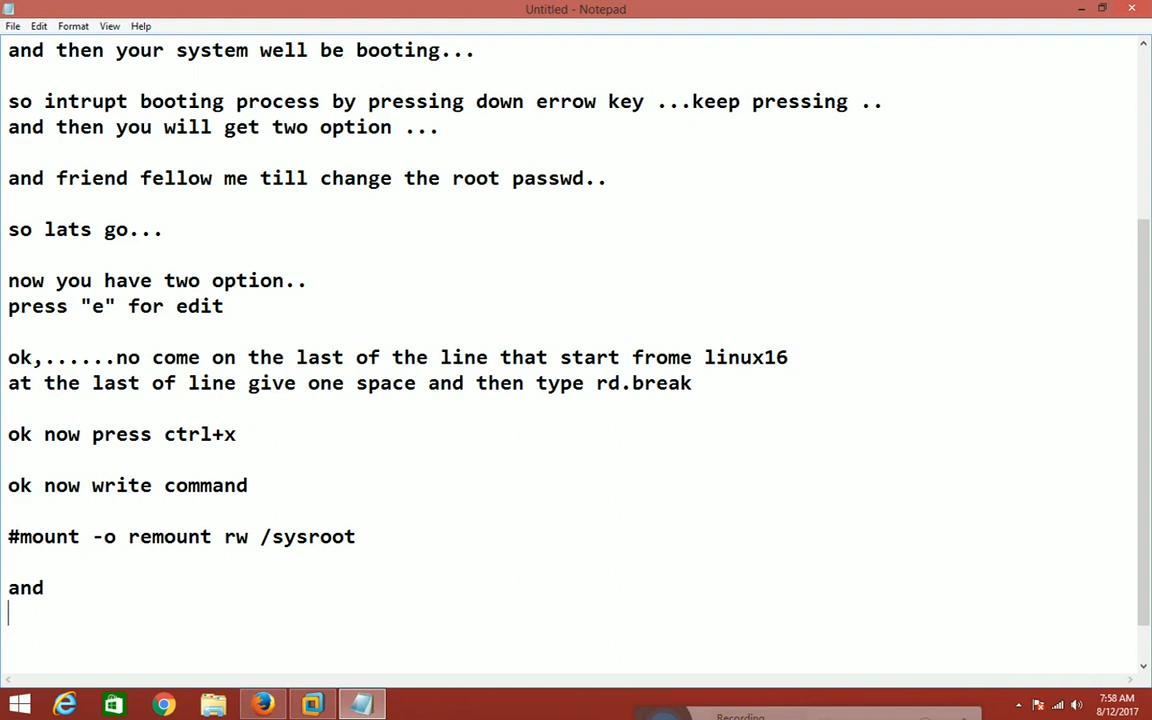 Untitled - Notepad
File Edit Format View Help
and then your system well be booting...
so intrupt booting process by pressing down errow key ...keep pressing ..
and then you will get two option ...
and friend fellow me till change the root passwd..
so lats go...
now you have two option..
press "e" for edit
ok,......no come on the last of the line that start frome linux16
at the last of line give one space and then type rd.break
ok now press ctrl+x
ok now write command
#mount -o remount rw /sysroot
and
7:58 AM
8/12/2017
Recording